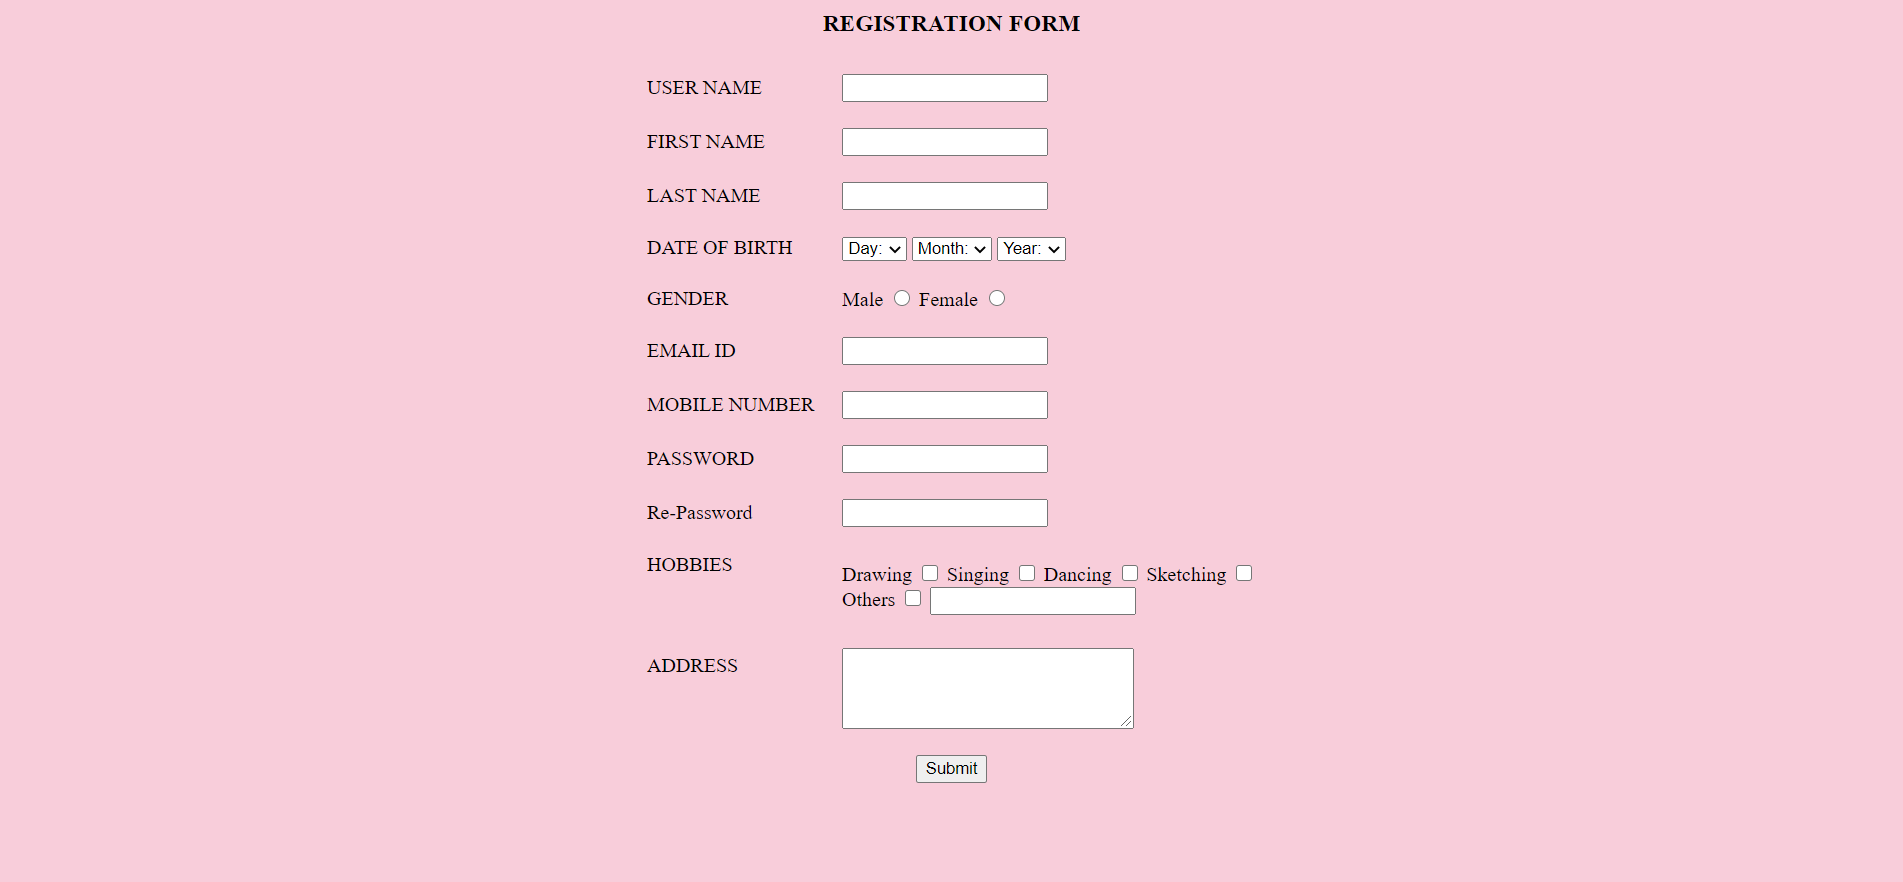 REGISTRATION FORM
USER NAME
FIRST NAME
LAST NAME
DATE OF BIRTH Day: Month: Year:
GENDER Male Female
EMAIL ID
MOBILE NUMBER
PASSWORD
Re-Password
HOBBIES Drawing Singing Dancing Sketching
Others
ADDRESS
Submit